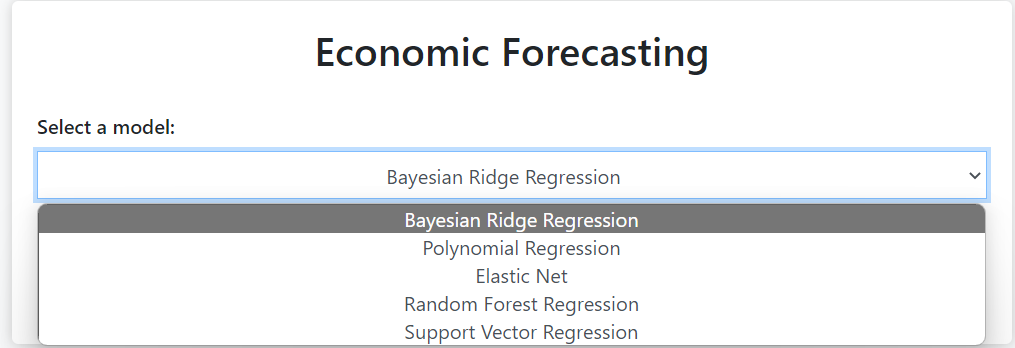 Economic Forecasting
Select a model:
Bayesian Ridge Regression
Bayesian Ridge Regression
Polynomial Regression
Elastic Net
Random Forest Regression
Support Vector Regression